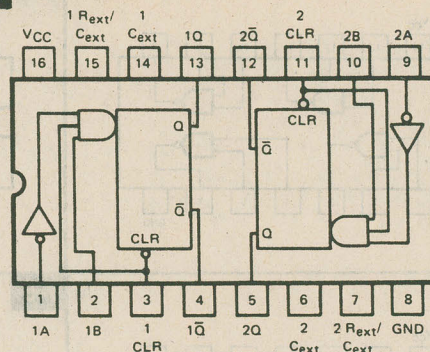 1 Rext/ 1 2
VCC Cext Cext 1Q 2Q̅ CLR 2B 2A
16 15 14 13 12 11 10 9
CLR
Q
Q̅
Q̅
Q
CLR
1 2 3 4 5 6 7 8
1A 1B 1 1Q̅ 2Q 2 2 Rext/ GND
CLR Cext Cext